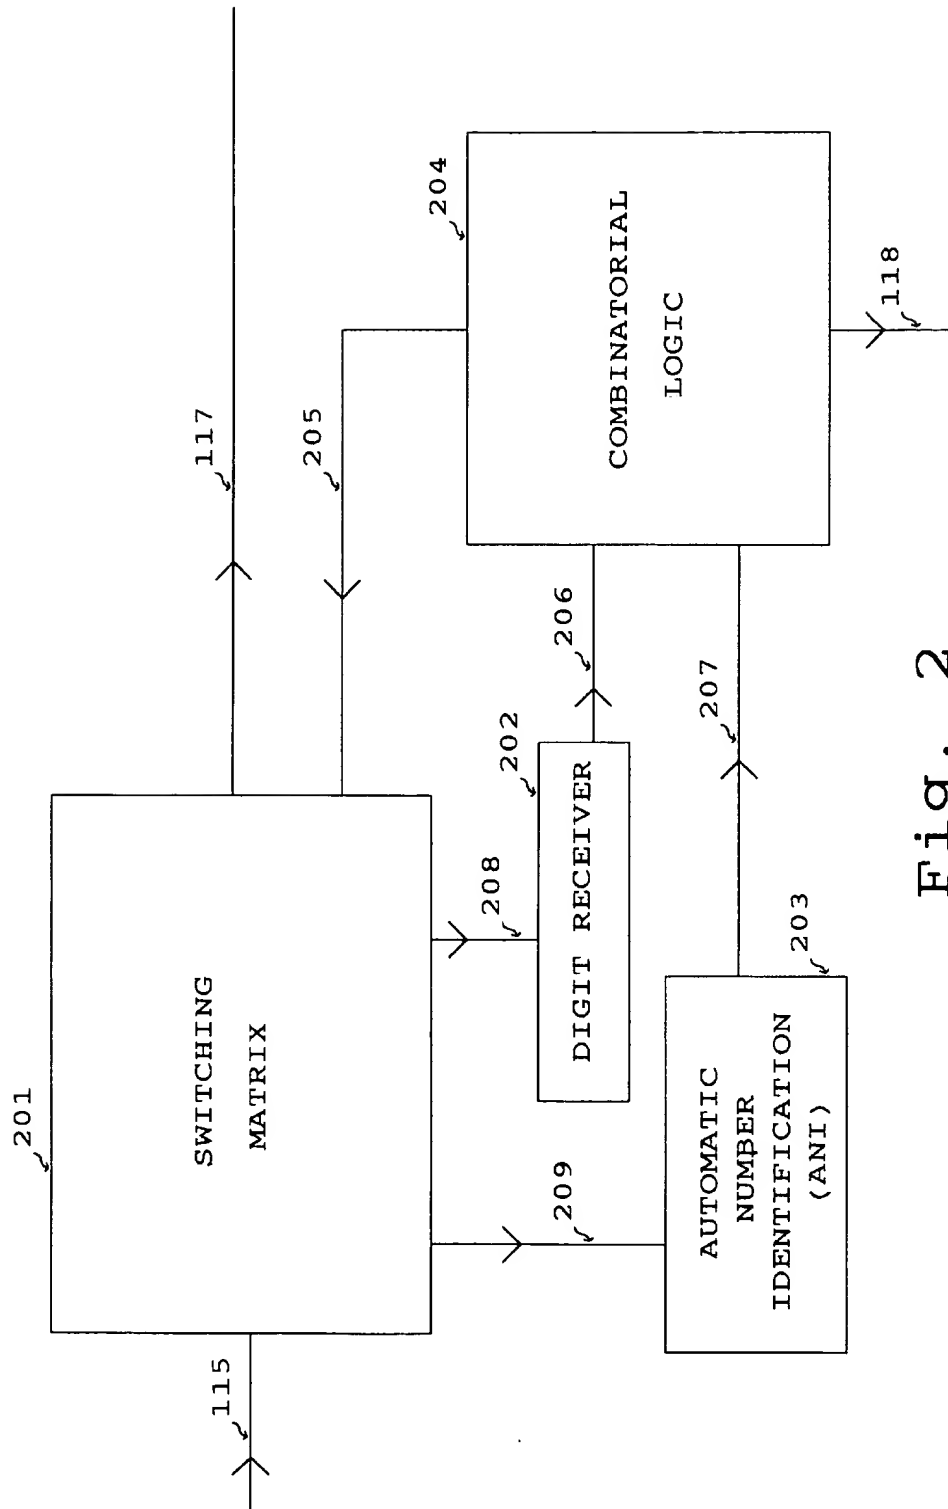 117
204
205
COMBINATORIAL
LOGIC
118
201
SWITCHING
MATRIX
208
202
206
DIGIT RECEIVER
207
115
209
203
AUTOMATIC
NUMBER
IDENTIFICATION
(ANI)
Fig. 2